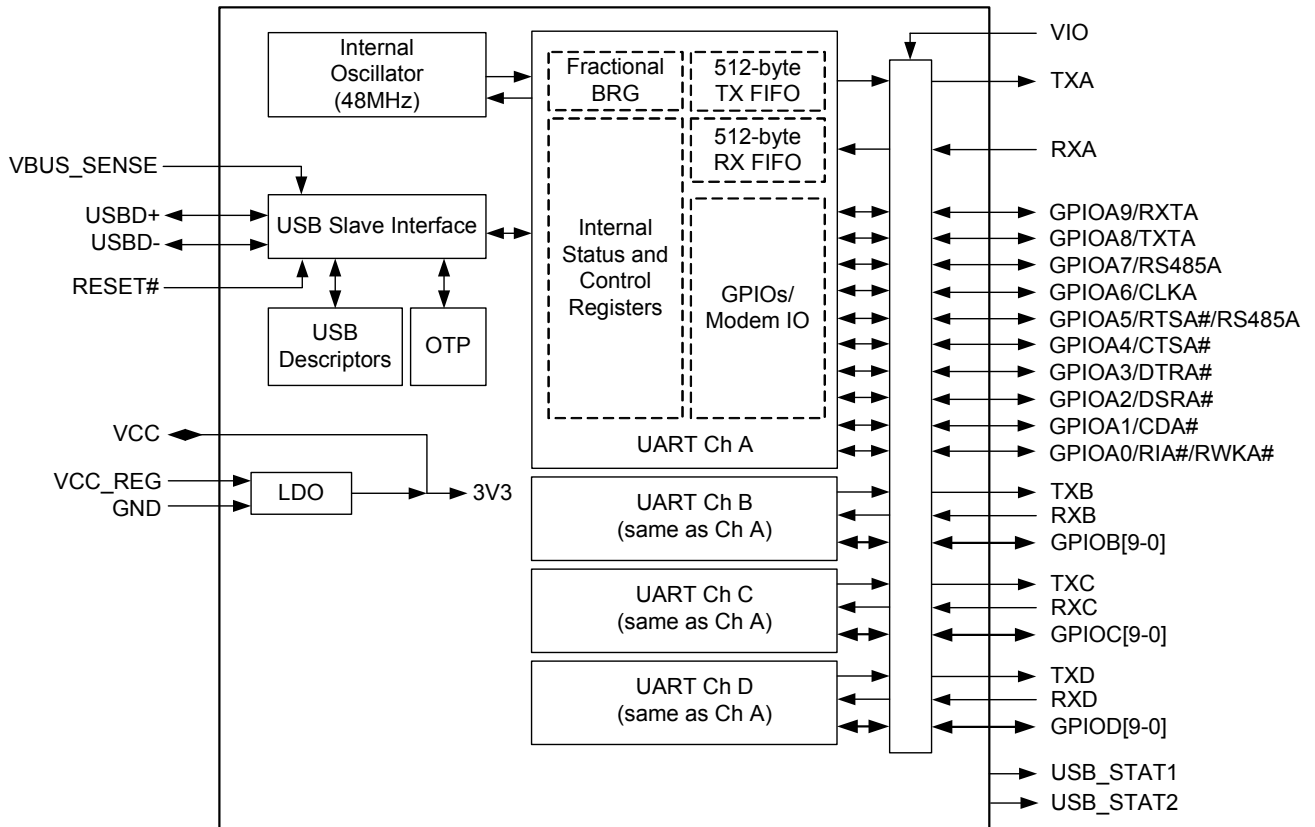 Internal
Oscillator
(48MHz)
VBUS_SENSE
USBD+
USBD-
RESET#
USB Slave Interface
USB
Descriptors
OTP
VCC
VCC_REG
GND
LDO
3V3
Fractional
BRG
512-byte
TX FIFO
512-byte
RX FIFO
Internal
Status and
Control
Registers
GPIOs/
Modem IO
UART Ch A
UART Ch B
(same as Ch A)
UART Ch C
(same as Ch A)
UART Ch D
(same as Ch A)
VIO
TXA
RXA
GPIOA9/RXTA
GPIOA8/TXTA
GPIOA7/RS485A
GPIOA6/CLKA
GPIOA5/RTSA#/RS485A
GPIOA4/CTSA#
GPIOA3/DTRA#
GPIOA2/DSRA#
GPIOA1/CDA#
GPIOA0/RIA#/RWKA#
TXB
RXB
GPIOB[9-0]
TXC
RXC
GPIOC[9-0]
TXD
RXD
GPIOD[9-0]
USB_STAT1
USB_STAT2